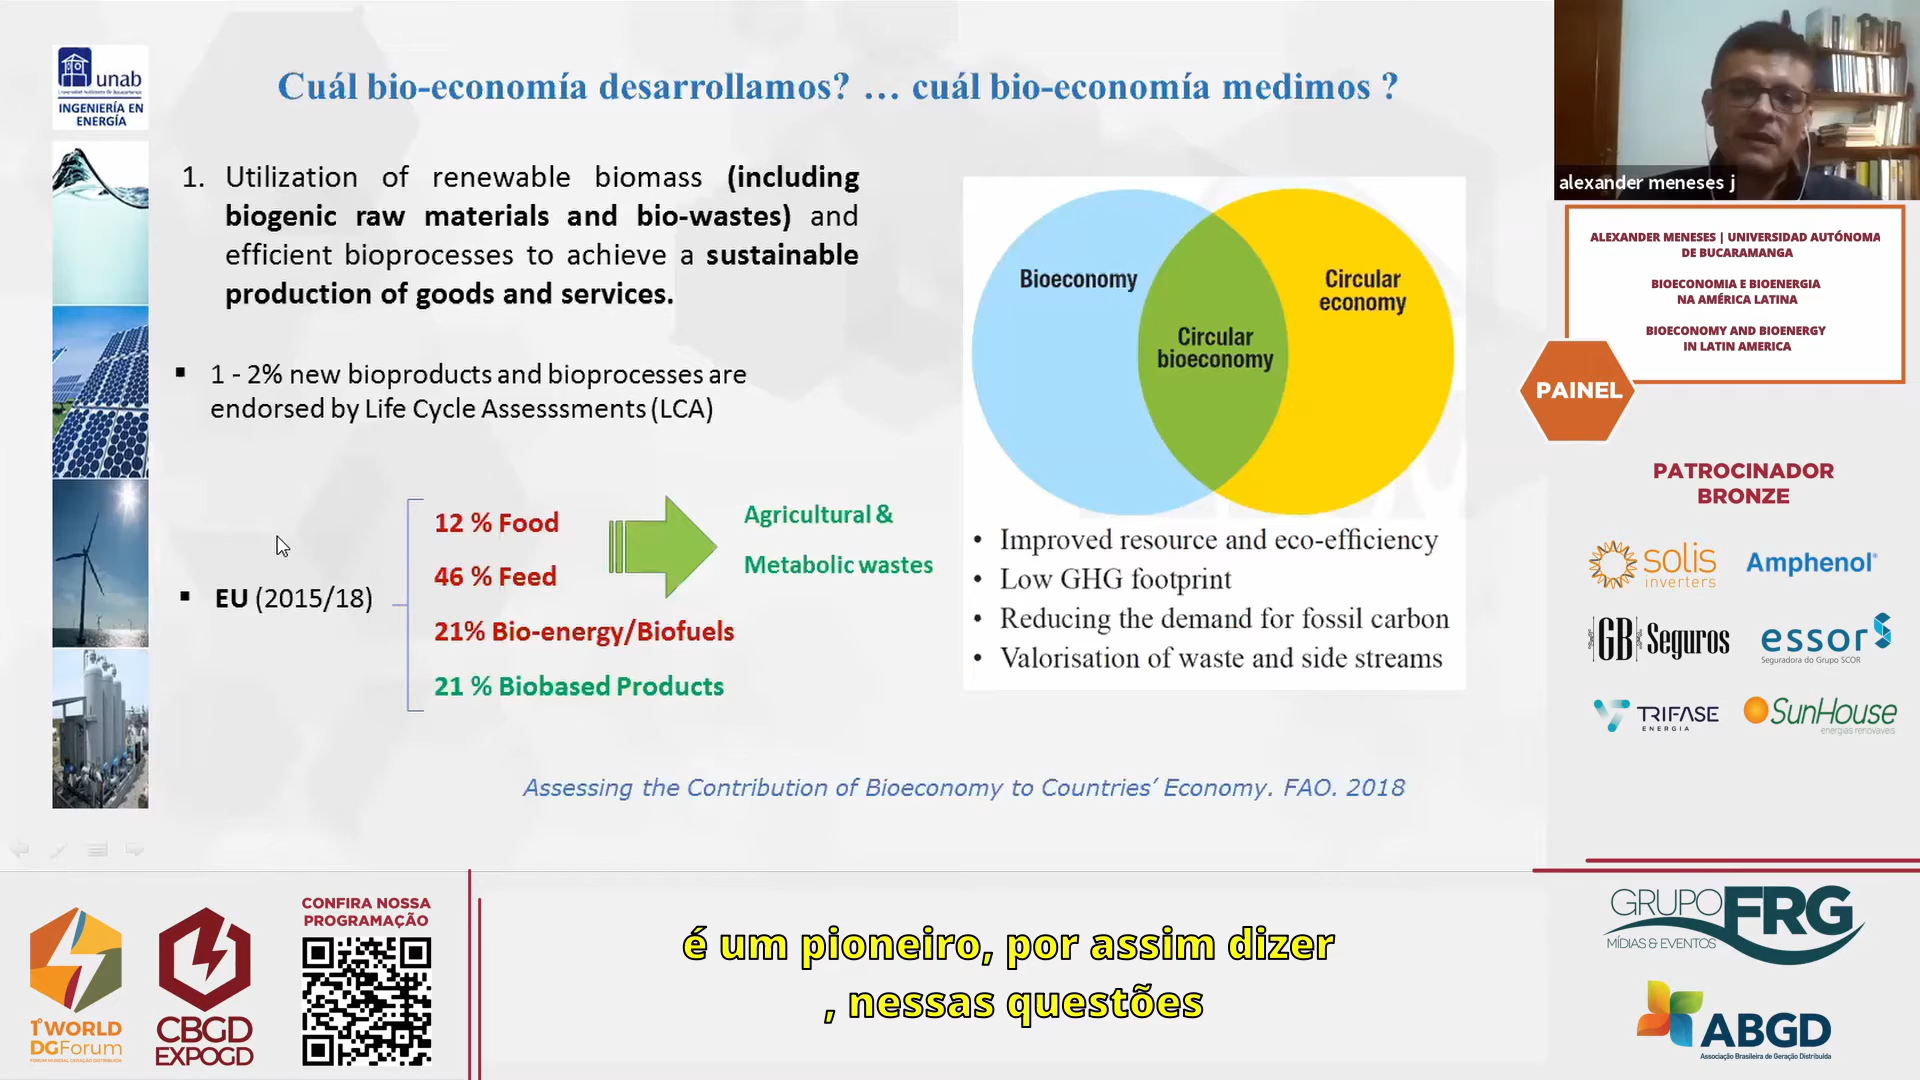 unab
INGENIERÍA EN
ENERGÍA
Cuál bio-economía desarrollamos? ... cuál bio-economía medimos ?
1. Utilization of renewable biomass (including
biogenic raw materials and bio-wastes) and
efficient bioprocesses to achieve a sustainable
production of goods and services.
1 - 2% new bioproducts and bioprocesses are
endorsed by Life Cycle Assesssments (LCA)
EU (2015/18)
12 % Food
46 % Feed
21% Bio-energy/Biofuels
21 % Biobased Products
Agricultural &
Metabolic wastes
Bioeconomy
Circular
bioeconomy
Circular
economy
• Improved resource and eco-efficiency
• Low GHG footprint
• Reducing the demand for fossil carbon
• Valorisation of waste and side streams
Assessing the Contribution of Bioeconomy to Countries’ Economy. FAO. 2018
alexander meneses j
ALEXANDER MENESES | UNIVERSIDAD AUTÓNOMA
DE BUCARAMANGA
BIOECONOMIA E BIOENERGIA
NA AMÉRICA LATINA
BIOECONOMY AND BIOENERGY
IN LATIN AMERICA
PAINEL
PATROCINADOR
BRONZE
solis
inverters
Amphenol
GB Seguros
essor
Seguradora do Grupo SCOR
TRIFASE
ENERGIA
SunHouse
energias renováveis
1º WORLD
DGForum
FORUM MUNDIAL GERAÇÃO DISTRIBUÍDA
CBGD
EXPOGD
CONFIRA NOSSA
PROGRAMAÇÃO
é um pioneiro, por assim dizer
, nessas questões
GRUPO FRG
MÍDIAS & EVENTOS
ABGD
Associação Brasileira de Geração Distribuída